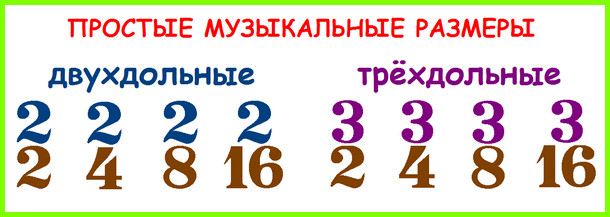 ПРОСТЫЕ МУЗЫКАЛЬНЫЕ РАЗМЕРЫ
двухдольные трёхдольные
2 2 2 2 3 3 3 3
2 4 8 16 2 4 8 16